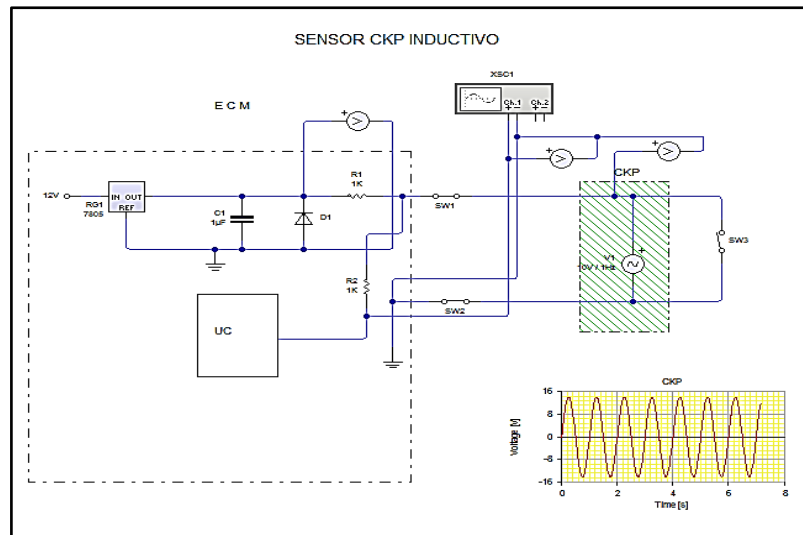 SENSOR CKP INDUCTIVO
XSC1
Ch.1 Ch.2
E C M
CKP
12V
IN OUT
REF
RG1
7805
C1
1µF
D1
R1
1K
SW1
R2
1K
V1
10V / 1Hz
SW3
SW2
UC
CKP
Voltage [V]
16
8
0
-8
-16
0 2 4 6 8
Time [s]